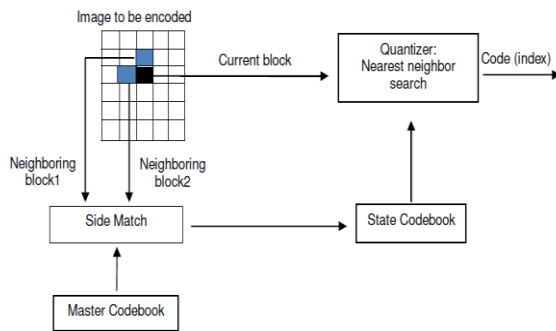 Image to be encoded
Current block
Quantizer:
Nearest neighbor
search
Code (index)
Neighboring
block1
Neighboring
block2
Side Match
State Codebook
Master Codebook